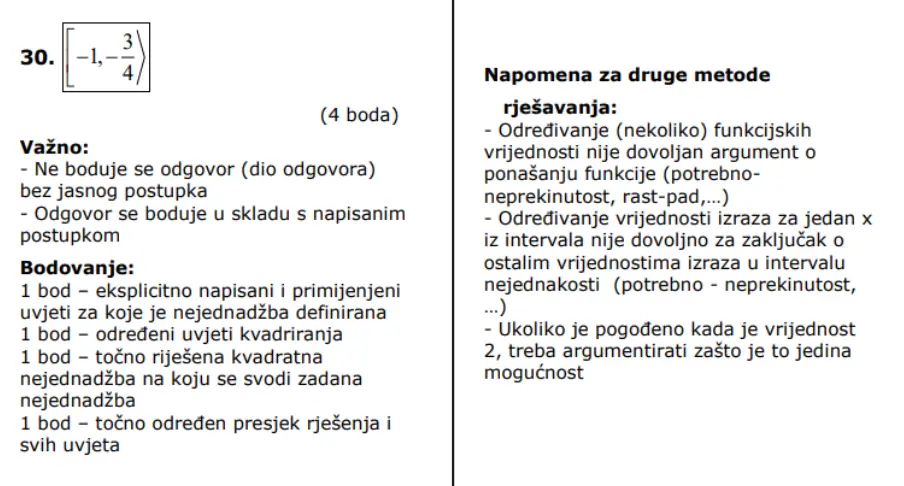 30. [−1, −3/4⟩
(4 boda)
Važno:
- Ne boduje se odgovor (dio odgovora)
bez jasnog postupka
- Odgovor se boduje u skladu s napisanim
postupkom
Bodovanje:
1 bod – eksplicitno napisani i primijenjeni
uvjeti za koje je nejednadžba definirana
1 bod – određeni uvjeti kvadriranja
1 bod – točno riješena kvadratna
nejednadžba na koju se svodi zadana
nejednadžba
1 bod – točno određen presjek rješenja i
svih uvjeta
Napomena za druge metode
rješavanja:
- Određivanje (nekoliko) funkcijskih
vrijednosti nije dovoljan argument o
ponašanju funkcije (potrebno-
neprekinutost, rast-pad,…)
- Određivanje vrijednosti izraza za jedan x
iz intervala nije dovoljno za zaključak o
ostalim vrijednostima izraza u intervalu
nejednakosti (potrebno - neprekinutost,
…)
- Ukoliko je pogođeno kada je vrijednost
2, treba argumentirati zašto je to jedina
mogućnost